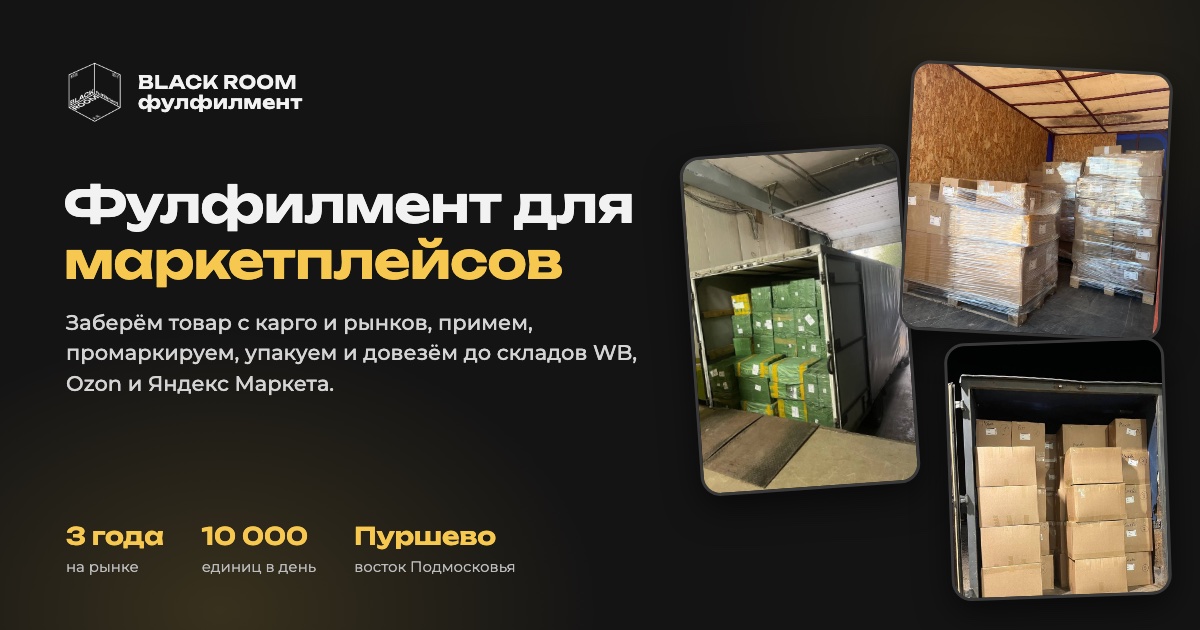 BLACK ROOM
фулфилмент
Фулфилмент для
маркетплейсов
Заберём товар с карго и рынков, примем,
промаркируем, упакуем и довезём до складов WB,
Ozon и Яндекс Маркета.
3 года
на рынке
10 000
единиц в день
Пуршево
восток Подмосковья